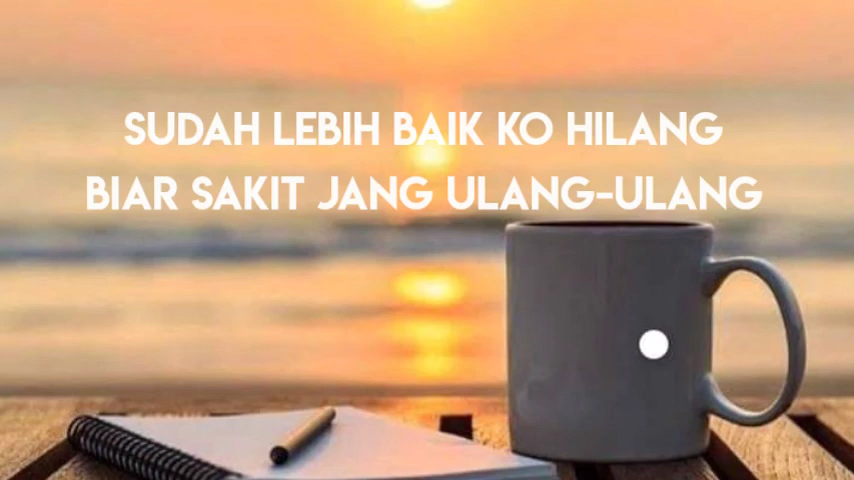 SUDAH LEBIH BAIK KO HILANG
BIAR SAKIT JANG ULANG-ULANG